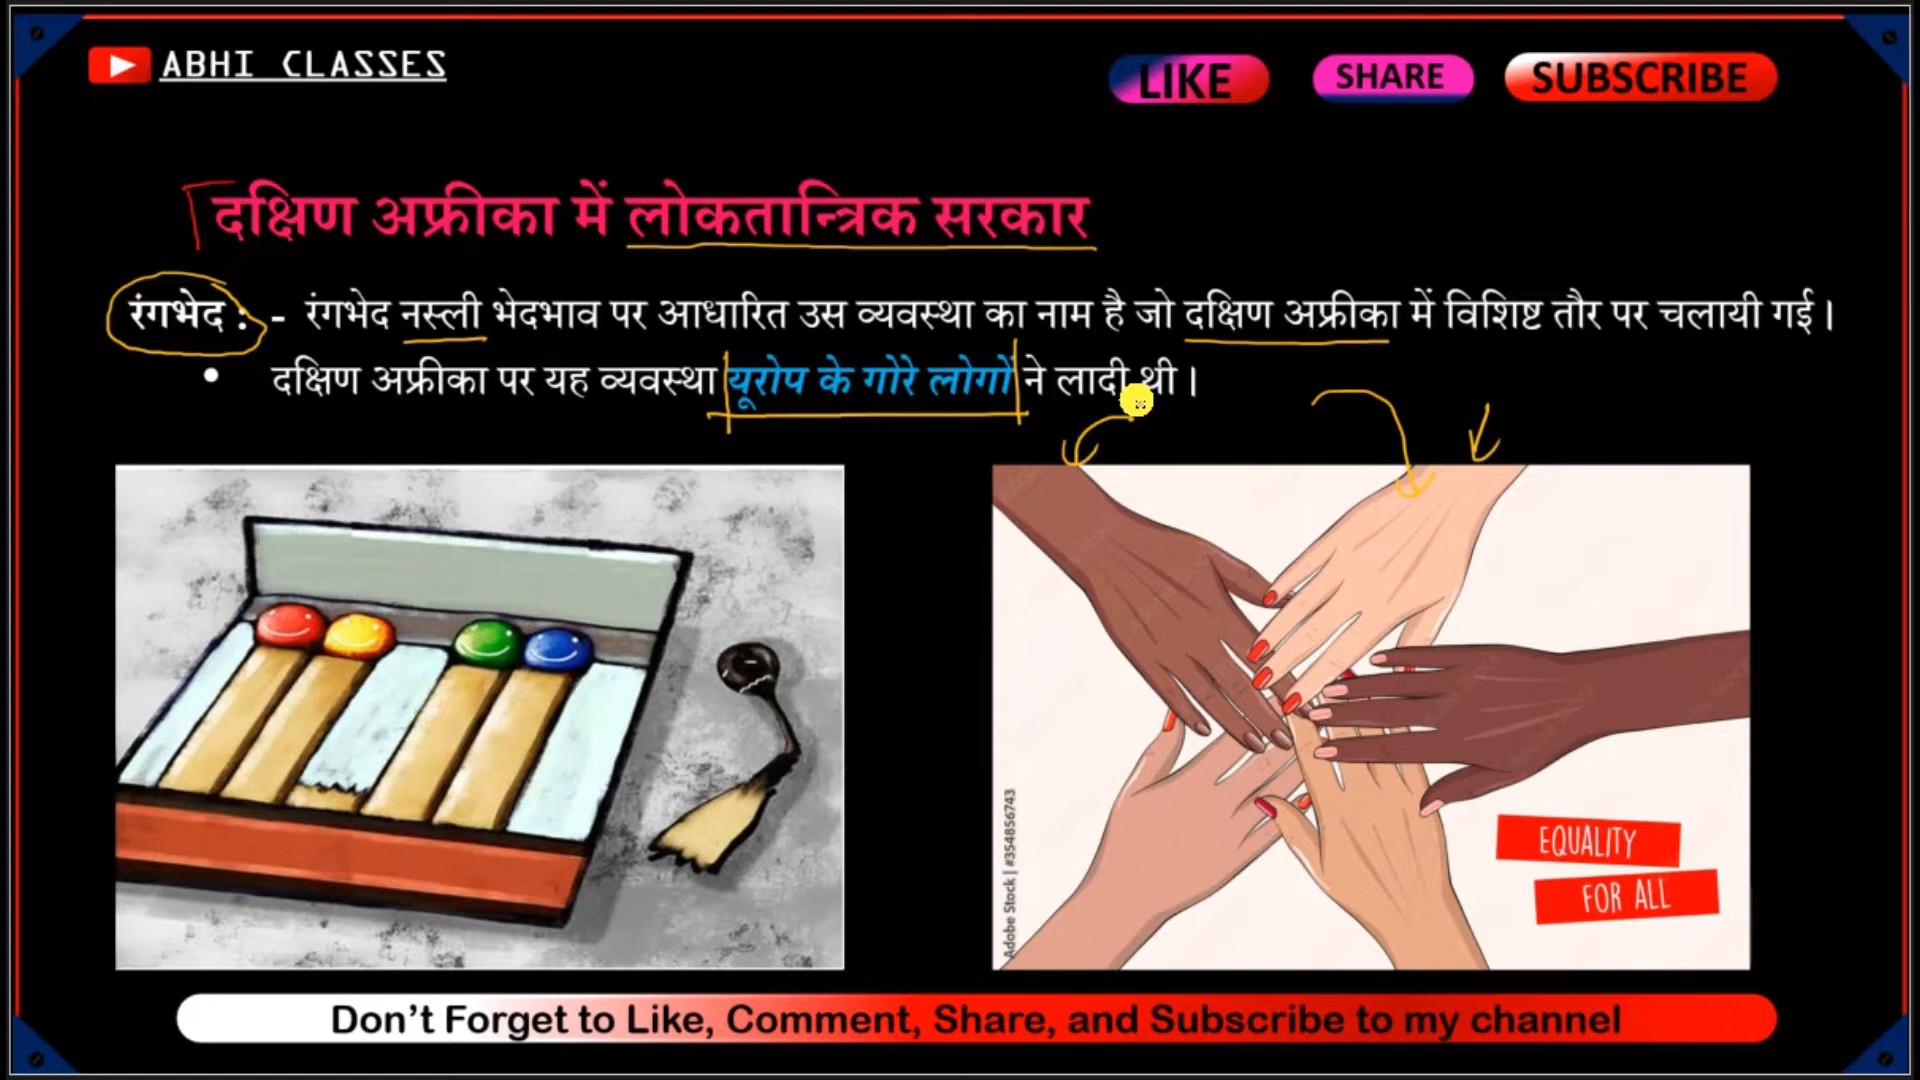 ABHI CLASSES
LIKE
SHARE
SUBSCRIBE
दक्षिण अफ्रीका में लोकतान्त्रिक सरकार
रंगभेद : - रंगभेद नस्ली भेदभाव पर आधारित उस व्यवस्था का नाम है जो दक्षिण अफ्रीका में विशिष्ट तौर पर चलायी गई।
• दक्षिण अफ्रीका पर यह व्यवस्था यूरोप के गोरे लोगों ने लादी थी।
Adobe Stock | #354856743
EQUALITY
FOR ALL
Don't Forget to Like, Comment, Share, and Subscribe to my channel